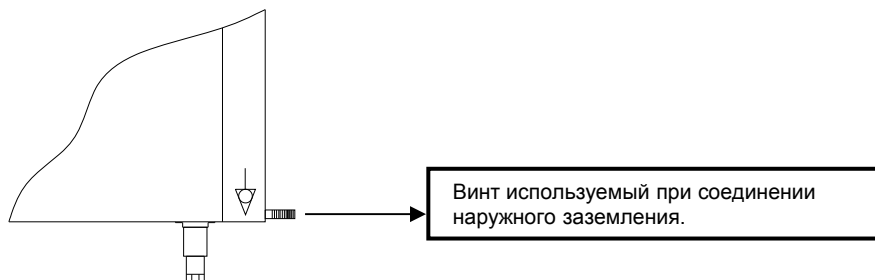 Винт используемый при соединении
наружного заземления.